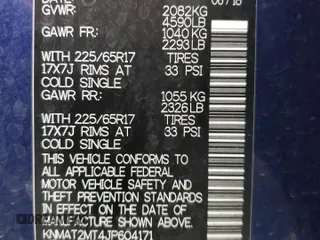 GVWR: 2082KG
4590LB
GAWR FR: 1040 KG
2293 LB
WITH 225/65R17 TIRES
17X7J RIMS AT 33 PSI
COLD SINGLE
GAWR RR: 1055 KG
2326 LB
WITH 225/65R17 TIRES
17X7J RIMS AT 33 PSI
COLD SINGLE
THIS VEHICLE CONFORMS TO
ALL APPLICABLE FEDERAL
MOTOR VEHICLE SAFETY AND
THEFT PREVENTION STANDARDS
IN EFFECT ON THE DATE OF
MANUFACTURE SHOWN ABOVE.
KNMAT2MT4JP604171